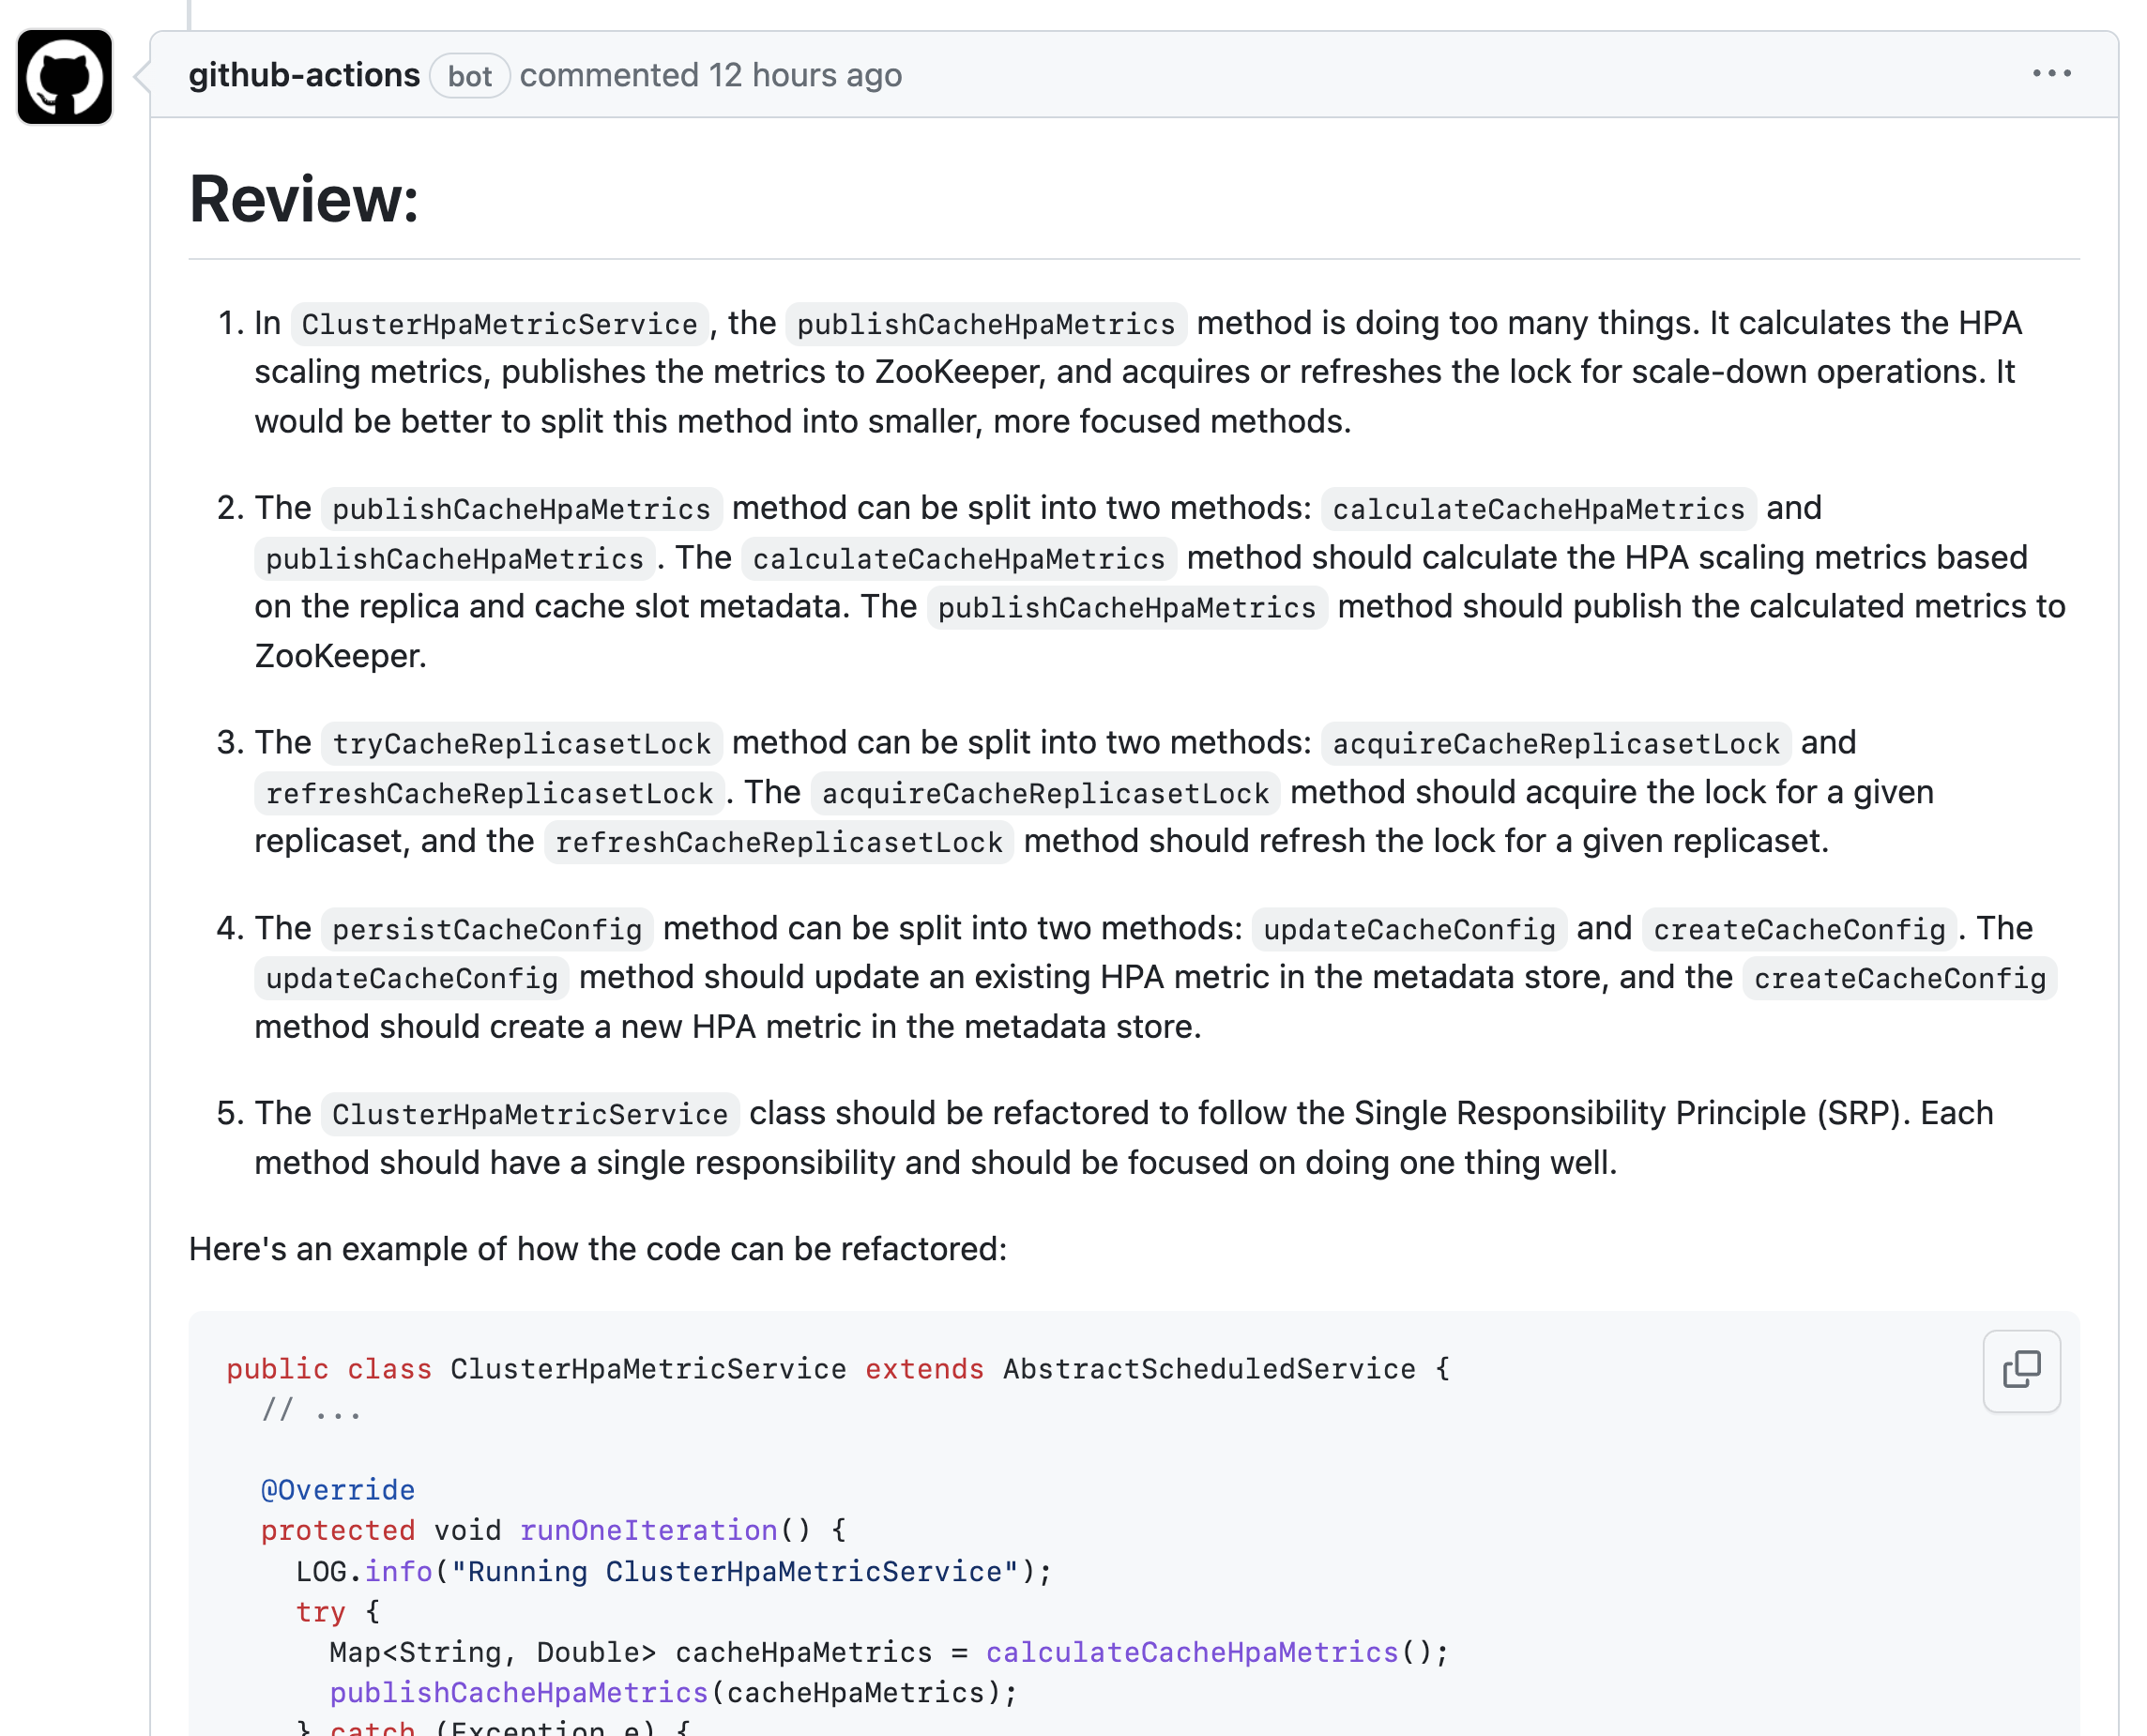 github-actions bot commented 12 hours ago
Review:
1. In ClusterHpaMetricService, the publishCacheHpaMetrics method is doing too many things. It calculates the HPA
scaling metrics, publishes the metrics to ZooKeeper, and acquires or refreshes the lock for scale-down operations. It
would be better to split this method into smaller, more focused methods.
2. The publishCacheHpaMetrics method can be split into two methods: calculateCacheHpaMetrics and
publishCacheHpaMetrics. The calculateCacheHpaMetrics method should calculate the HPA scaling metrics based
on the replica and cache slot metadata. The publishCacheHpaMetrics method should publish the calculated metrics to
ZooKeeper.
3. The tryCacheReplicasetLock method can be split into two methods: acquireCacheReplicasetLock and
refreshCacheReplicasetLock. The acquireCacheReplicasetLock method should acquire the lock for a given
replicaset, and the refreshCacheReplicasetLock method should refresh the lock for a given replicaset.
4. The persistCacheConfig method can be split into two methods: updateCacheConfig and createCacheConfig. The
updateCacheConfig method should update an existing HPA metric in the metadata store, and the createCacheConfig
method should create a new HPA metric in the metadata store.
5. The ClusterHpaMetricService class should be refactored to follow the Single Responsibility Principle (SRP). Each
method should have a single responsibility and should be focused on doing one thing well.
Here's an example of how the code can be refactored:
public class ClusterHpaMetricService extends AbstractScheduledService {
// ...
@Override
protected void runOneIteration() {
LOG.info("Running ClusterHpaMetricService");
try {
Map<String, Double> cacheHpaMetrics = calculateCacheHpaMetrics();
publishCacheHpaMetrics(cacheHpaMetrics);
} catch (Exception e) {